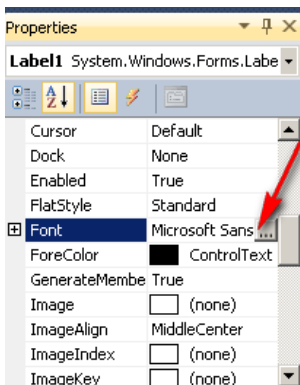 Properties
Label1 System.Windows.Forms.Labe
Cursor Default
Dock None
Enabled True
FlatStyle Standard
Font Microsoft Sans ...
ForeColor ControlText
GenerateMembe True
Image (none)
ImageAlign MiddleCenter
ImageIndex (none)
ImageKey (none)